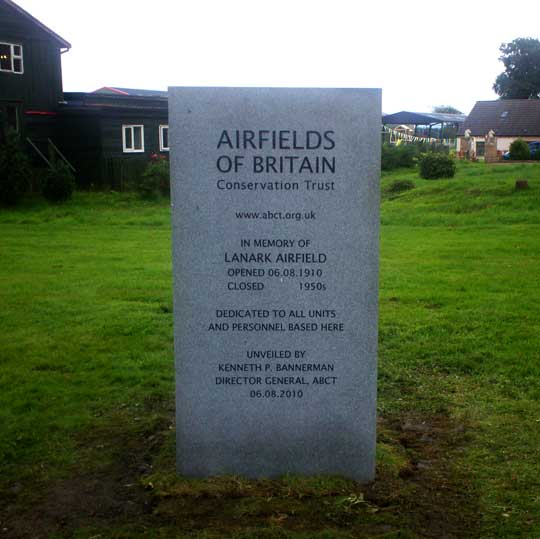 AIRFIELDS
OF BRITAIN
Conservation Trust
www.abct.org.uk
IN MEMORY OF
LANARK AIRFIELD
OPENED 06.08.1910
CLOSED 1950s
DEDICATED TO ALL UNITS
AND PERSONNEL BASED HERE
UNVEILED BY
KENNETH P. BANNERMAN
DIRECTOR GENERAL, ABCT
06.08.2010